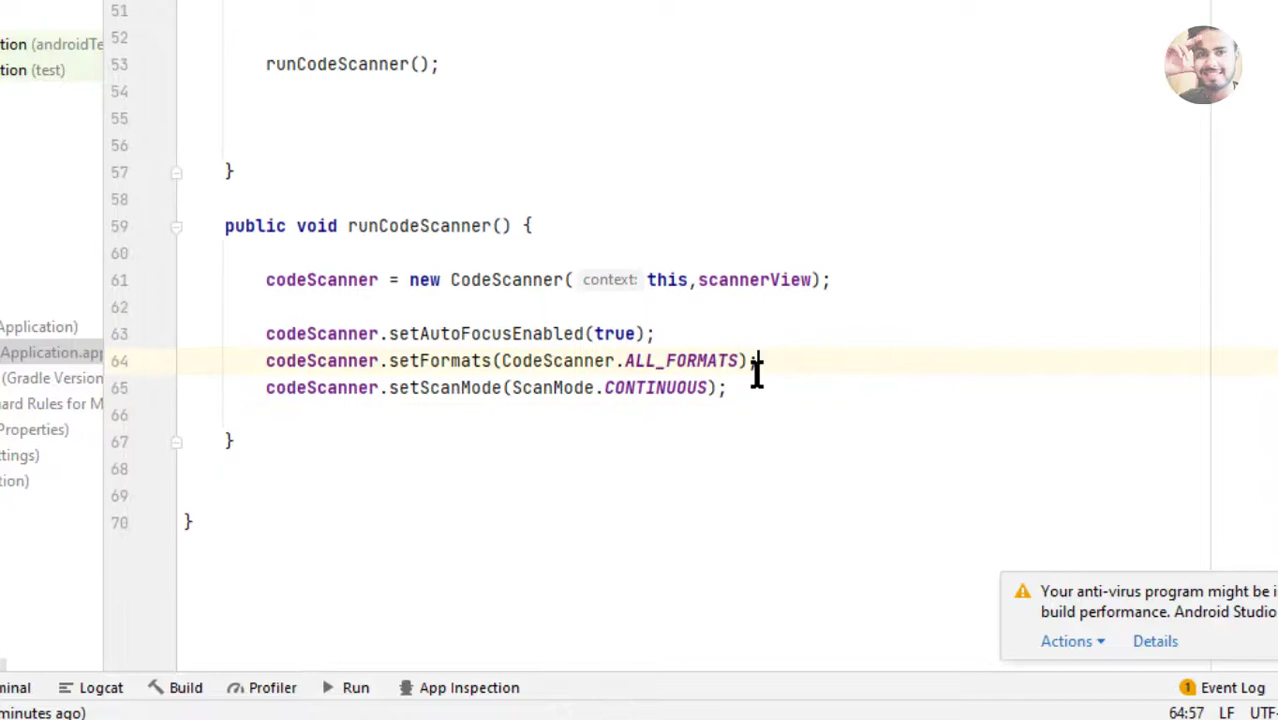 51
52
tion (androidTe
53 runCodeScanner();
tion (test)
54
55
56
57 }
58
59 public void runCodeScanner() {
60
61 codeScanner = new CodeScanner( context: this,scannerView);
62
Application)
63 codeScanner.setAutoFocusEnabled(true);
Application.app
64 codeScanner.setFormats(CodeScanner.ALL_FORMATS);
(Gradle Version
65 codeScanner.setScanMode(ScanMode.CONTINUOUS);
ard Rules for M
66
Properties)
67 }
ttings)
68
tion)
69
70 }
Your anti-virus program might be i
build performance. Android Studio
Actions Details
minal Logcat Build Profiler Run App Inspection 1 Event Log
minutes ago) 64:57 LF UTF-